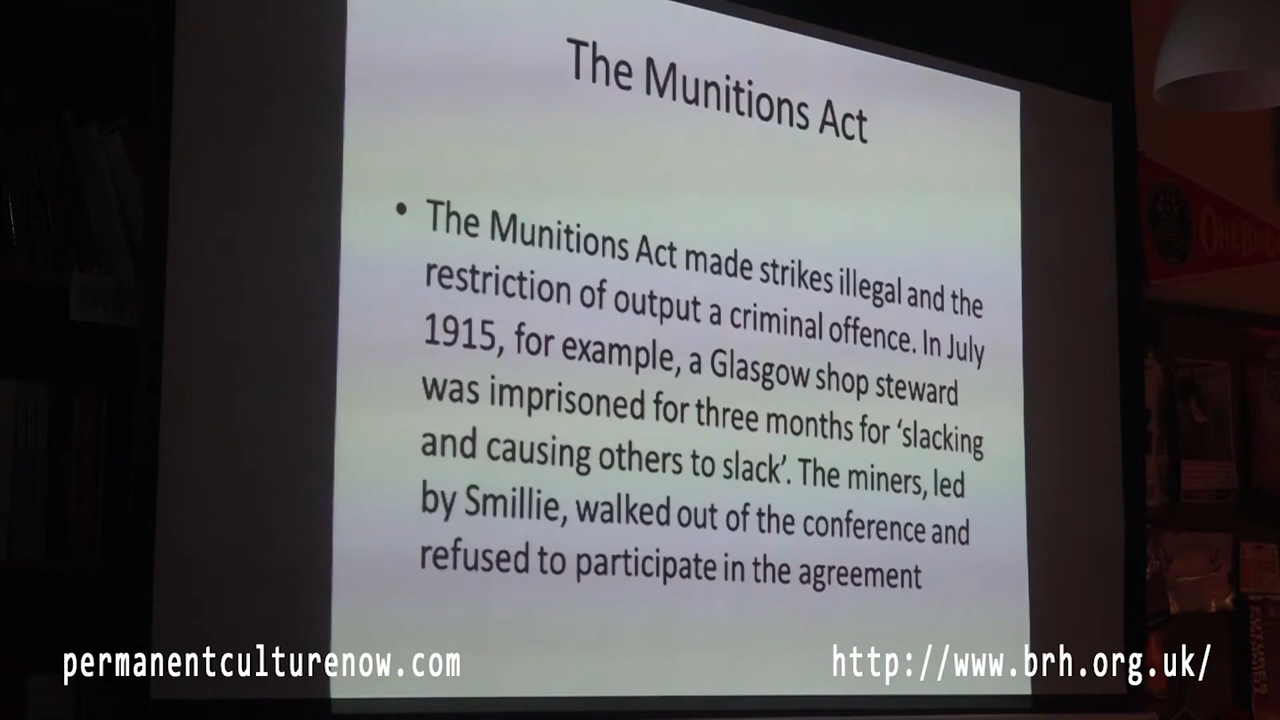 The Munitions Act
• The Munitions Act made strikes illegal and the
restriction of output a criminal offence. In July
1915, for example, a Glasgow shop steward
was imprisoned for three months for ‘slacking
and causing others to slack’. The miners, led
by Smillie, walked out of the conference and
refused to participate in the agreement
ONE
permanentculturenow.com
http://www.brh.org.uk/